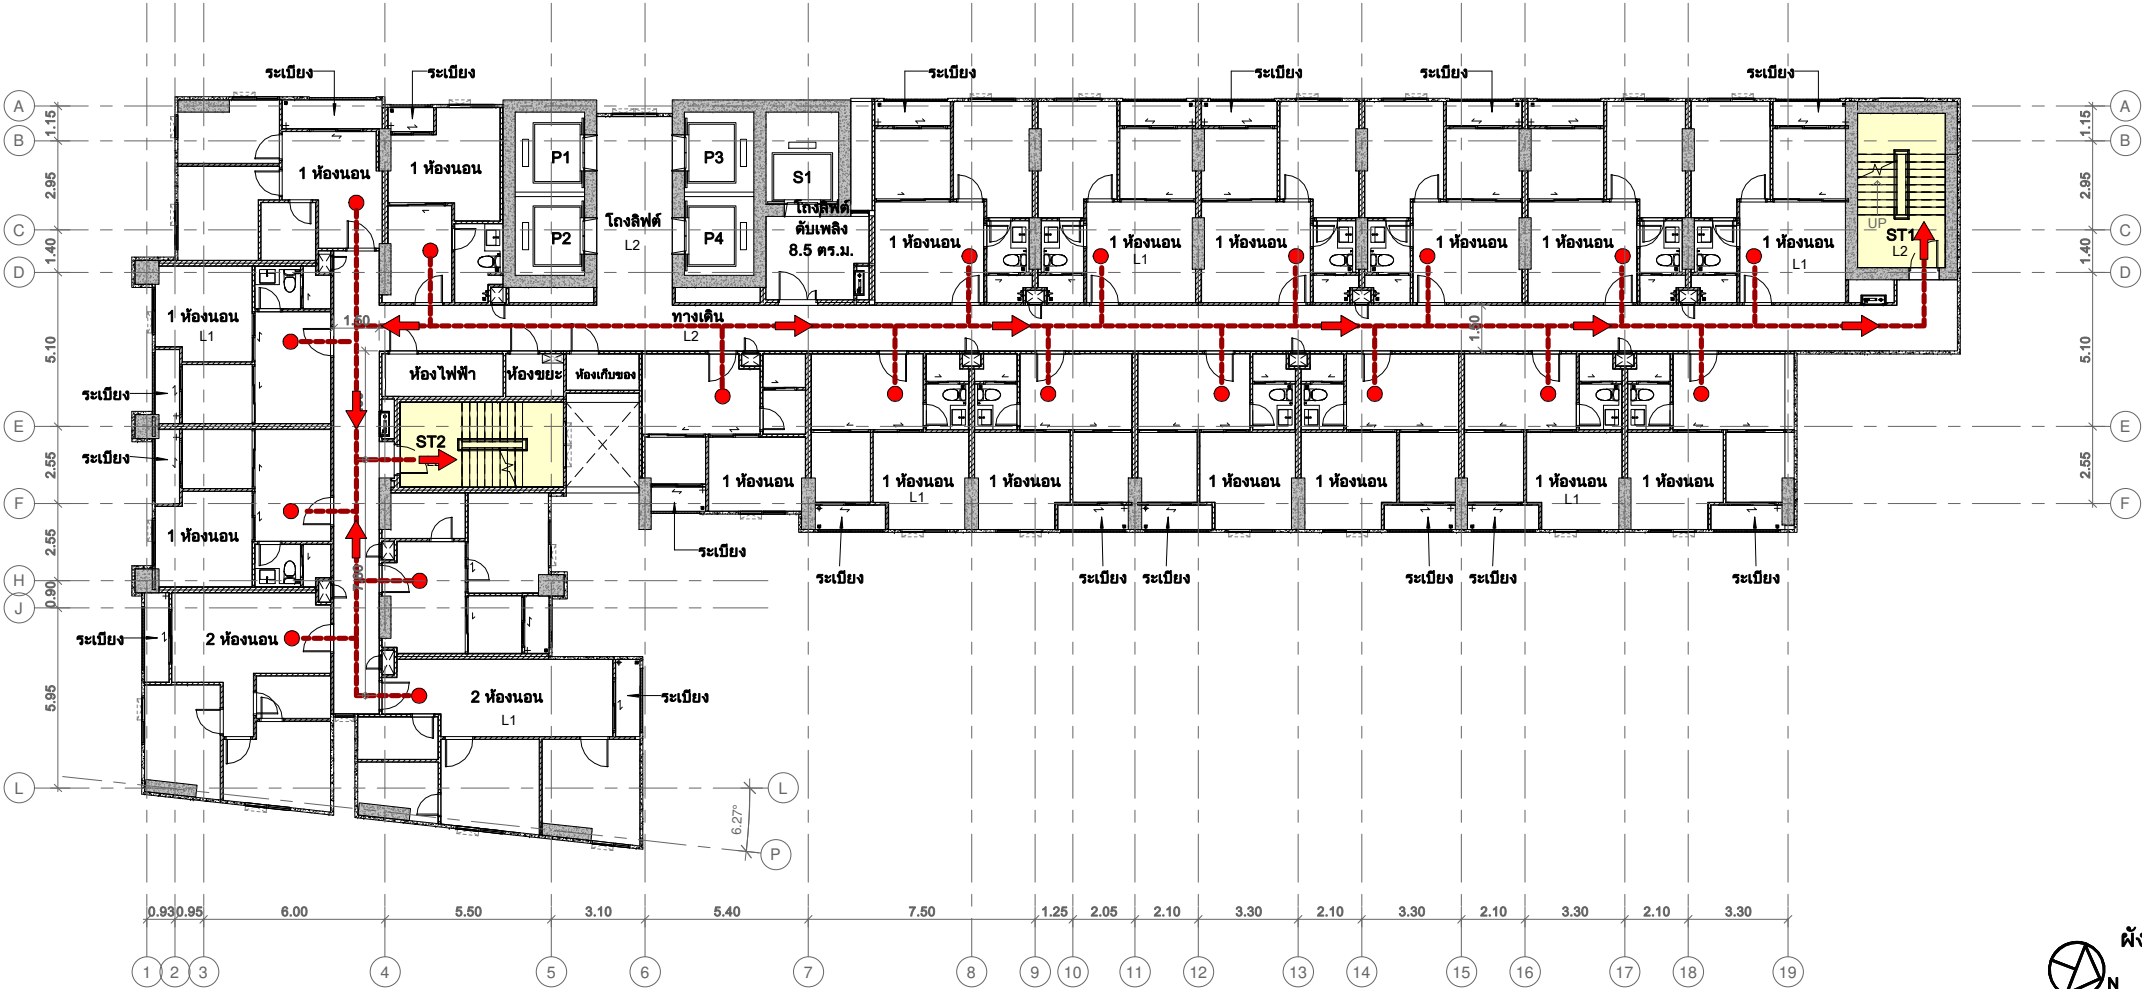 ระเบียง ระเบียง ระเบียง ระเบียง ระเบียง ระเบียง
A A
1.15 1.15
B B
P1 P3
1 ห้องนอน 1 ห้องนอน S1
2.95 2.95
โถงลิฟต์
โถงลิฟต์
ดับเพลิง
8.5 ตร.ม.
L2
UP
C C
P2 P4
1 ห้องนอน 1 ห้องนอน 1 ห้องนอน 1 ห้องนอน 1 ห้องนอน 1 ห้องนอน
L1 L1
ST1
L2
1.40 1.40
D D
1 ห้องนอน
L1
1.50
ทางเดิน
L2
1.50
5.10 5.10
ห้องไฟฟ้า ห้องขยะ ห้องเก็บของ
ระเบียง
E E
ST2
ระเบียง
2.55 2.55
1 ห้องนอน 1 ห้องนอน 1 ห้องนอน 1 ห้องนอน 1 ห้องนอน 1 ห้องนอน 1 ห้องนอน
L1 L1
F F
1 ห้องนอน
2.55
ระเบียง
ระเบียง ระเบียง ระเบียง ระเบียง ระเบียง ระเบียง
H
0.90
J
ระเบียง 2 ห้องนอน
5.95
2 ห้องนอน ระเบียง
L1
L L
6.27°
P
0.93 0.95 6.00 5.50 3.10 5.40 7.50 1.25 2.05 2.10 3.30 2.10 3.30 2.10 3.30 2.10 3.30
1 2 3 4 5 6 7 8 9 10 11 12 13 14 15 16 17 18 19
N